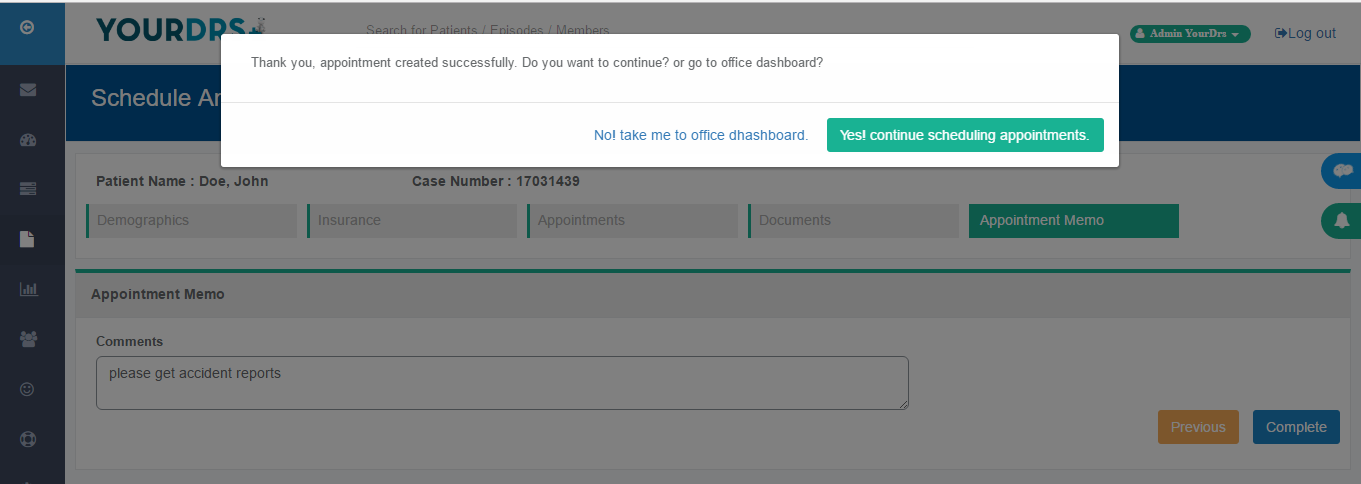 YOURDRS
Search for Patients / Episodes / Members
Admin YourDrs
Log out
Thank you, appointment created successfully. Do you want to continue? or go to office dashboard?
No! take me to office dhashboard.
Yes! continue scheduling appointments.
Schedule
Patient Name : Doe, John
Case Number : 17031439
Demographics
Insurance
Appointments
Documents
Appointment Memo
Appointment Memo
Comments
please get accident reports
Previous
Complete